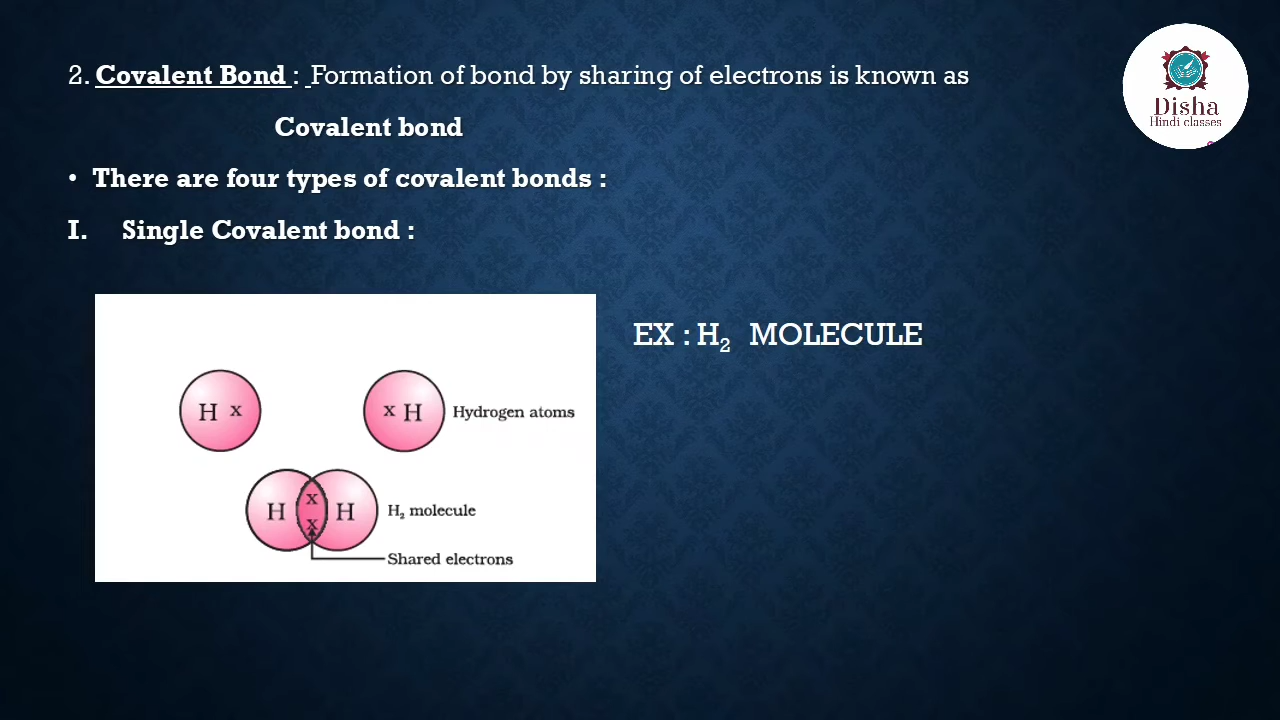 2. Covalent Bond : Formation of bond by sharing of electrons is known as
Covalent bond
• There are four types of covalent bonds :
I. Single Covalent bond :
Disha
Hindi classes
EX : H₂ MOLECULE
H x
x H
Hydrogen atoms
H x x H
H₂ molecule
Shared electrons